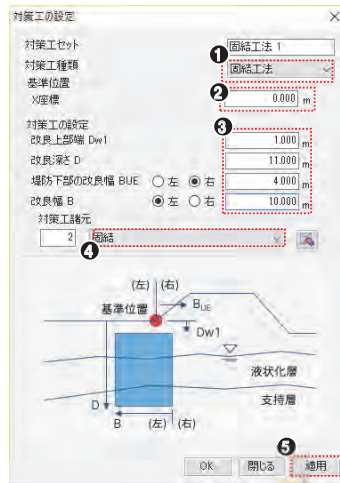 対策工の設定
対策工セット 固結工法 1
❶
対策工種類 固結工法
基準位置
❷
X座標 0.000 m
対策工の設定
❸
改良上部端 Dw1 1.000 m
改良深さ D 11.000 m
堤防下部の改良幅 BUE 左 右 4.000 m
改良幅 B 左 右 10.000 m
対策工諸元
2 固結
❹
(左) (右)
基準位置 BUE
Dw1
液状化層
支持層
D
B (左) (右)
❺
OK 閉じる 適用